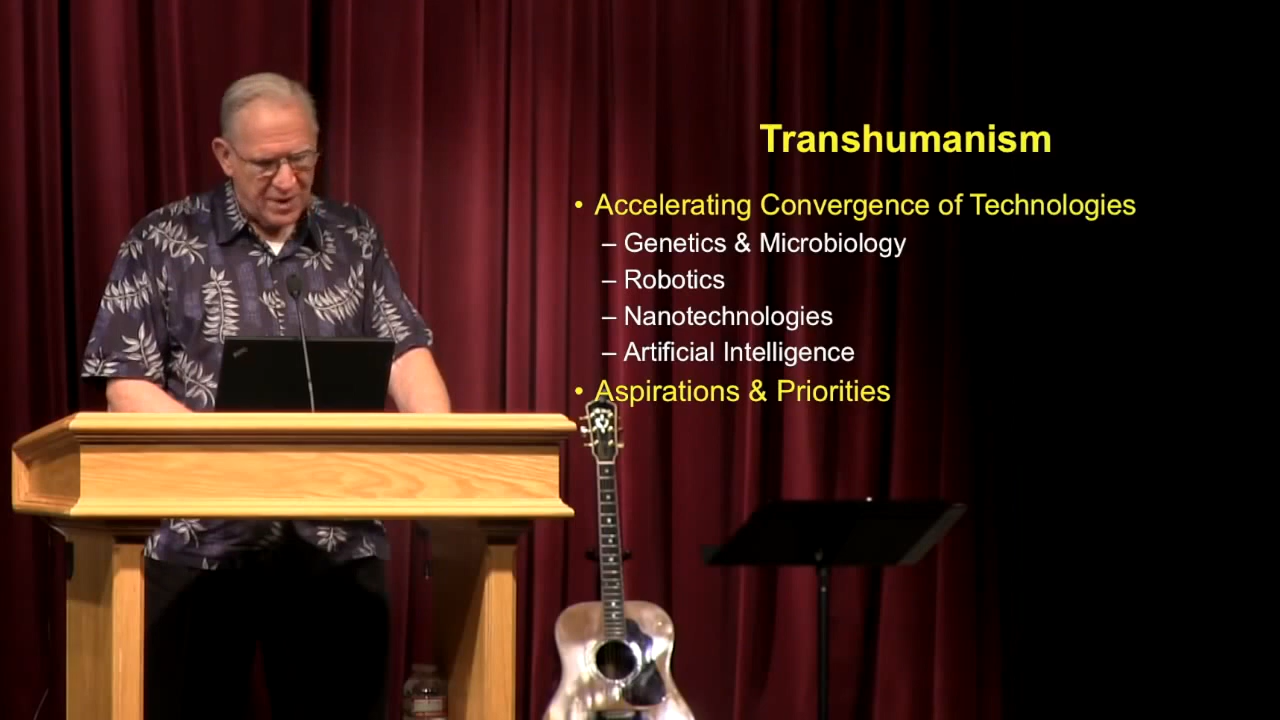 Transhumanism
• Accelerating Convergence of Technologies
– Genetics & Microbiology
– Robotics
– Nanotechnologies
– Artificial Intelligence
• Aspirations & Priorities